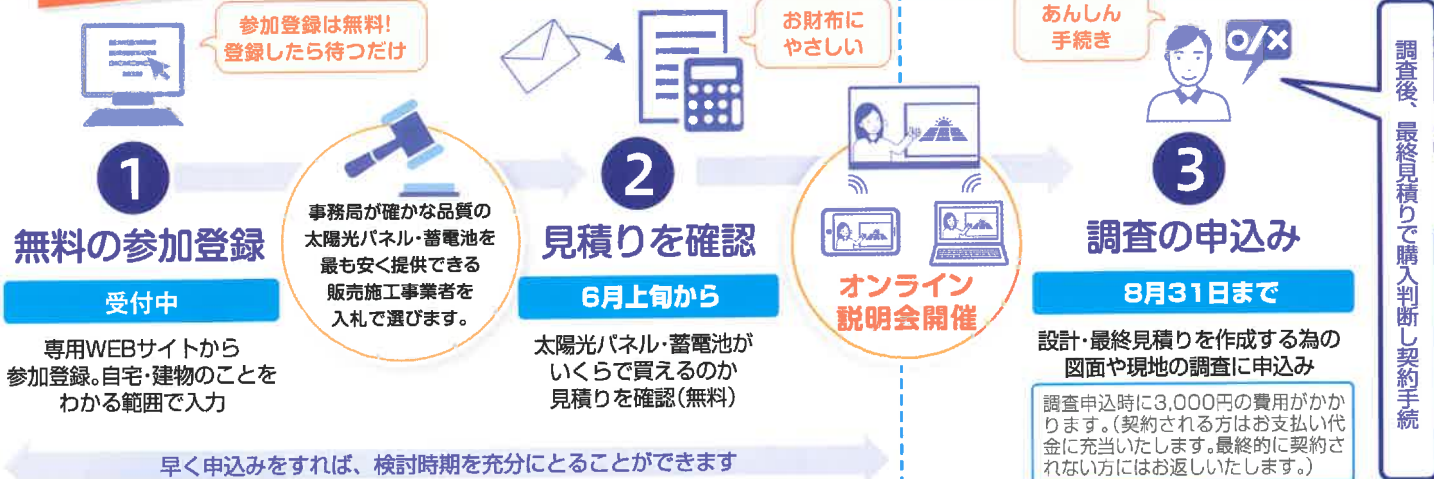 参加登録は無料!
登録したら待つだけ
1
無料の参加登録
受付中
専用WEBサイトから
参加登録。自宅・建物のことを
わかる範囲で入力
事務局が確かな品質の
太陽光パネル・蓄電池を
最も安く提供できる
販売施工事業者を
入札で選びます。
お財布に
やさしい
2
見積りを確認
6月上旬から
太陽光パネル・蓄電池が
いくらで買えるのか
見積りを確認(無料)
早く申込みをすれば、検討時期を充分にとることができます
オンライン
説明会開催
あんしん
手続き
○/×
3
調査の申込み
8月31日まで
設計・最終見積りを作成する為の
図面や現地の調査に申込み
調査申込時に3,000円の費用がかか
ります。(契約される方はお支払い代
金に充当いたします。最終的に契約さ
れない方にはお返しいたします。)
調査後、最終見積りで購入判断し契約手続